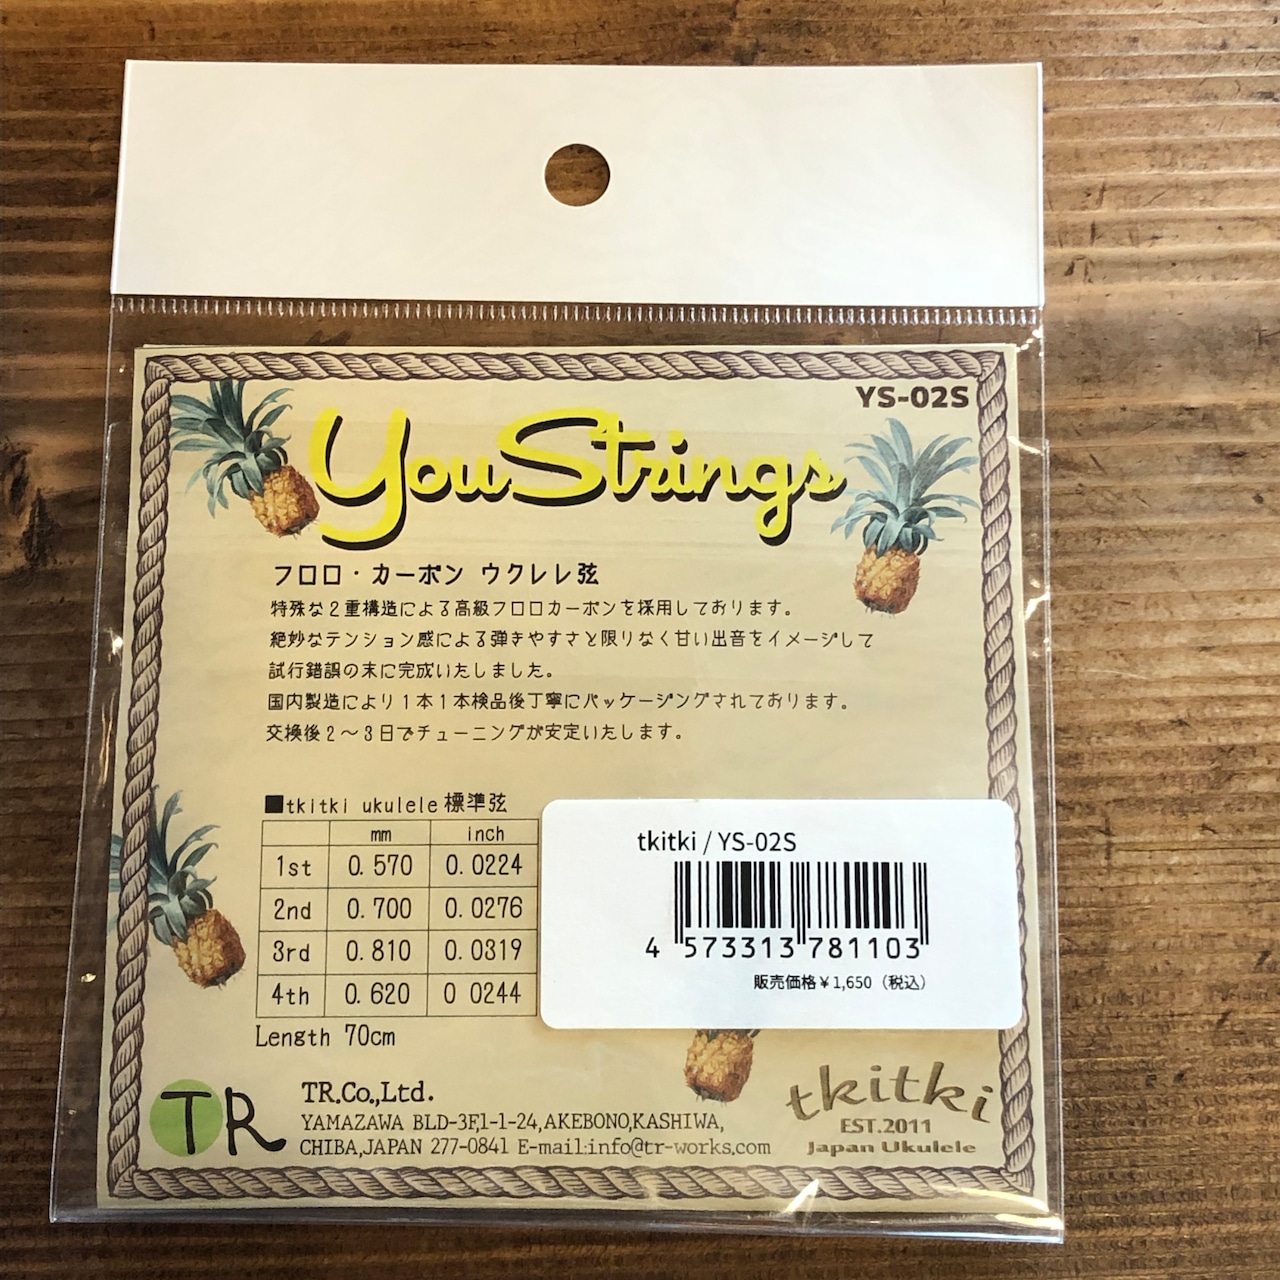 YS-02S
YouStrings
フロロ・カーボン ウクレレ弦
特殊な2重構造による高級フロロカーボンを採用しております。
絶妙なテンション感による弾きやすさと限りなく甘い出音をイメージして
試行錯誤の末に完成いたしました。
国内製造により1本1本検品後丁寧にパッケージングされております。
交換後2～3日でチューニングが安定いたします。
■tkitki ukulele 標準弦
mm inch
1st 0.570 0.0224
2nd 0.700 0.0276
3rd 0.810 0.0319
4th 0.620 0 0244
Length 70cm
tkitki / YS-02S
4 573313 781103
販売価格￥1,650（税込）
TR
TR.Co.,Ltd.
YAMAZAWA BLD-3F,1-1-24,AKEBONO,KASHIWA,
CHIBA,JAPAN 277-0841 E-mail:info@tr-works.com
tkitki
EST.2011
Japan Ukulele